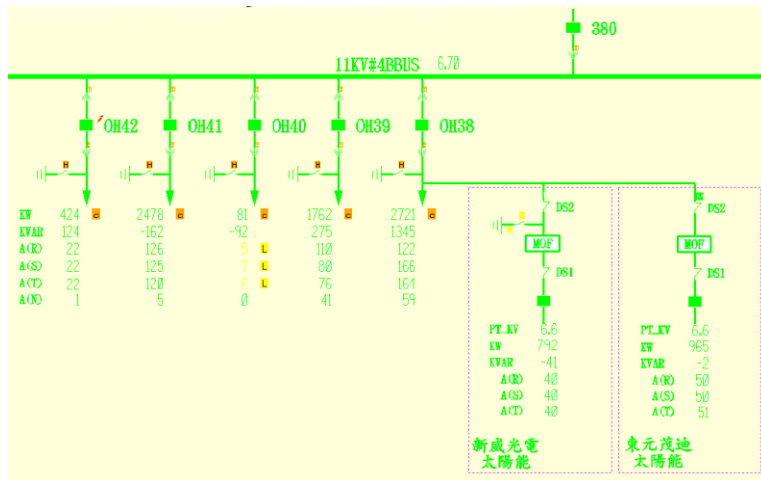 380
11KV#4BBUS 6.70
OH42 OH41 OH40 OH39 OH38
H H H H H
KW 424 C 2478 C 81 C 1762 C 2721 C
KVAR 124 -162 -92 275 1345
A(R) 22 126 5 L 110 122
A(S) 22 125 7 L 80 166
A(T) 22 120 6 L 76 164
A(N) 1 5 0 41 59
DS2 DS2
MOF MOF
DS1 DS1
PT_KV 6.6 PT_KV 6.6
KW 792 KW 965
KVAR -41 KVAR -2
A(R) 40 A(R) 50
A(S) 40 A(S) 50
A(T) 40 A(T) 51
新威光電 東元茂迪
太陽能 太陽能